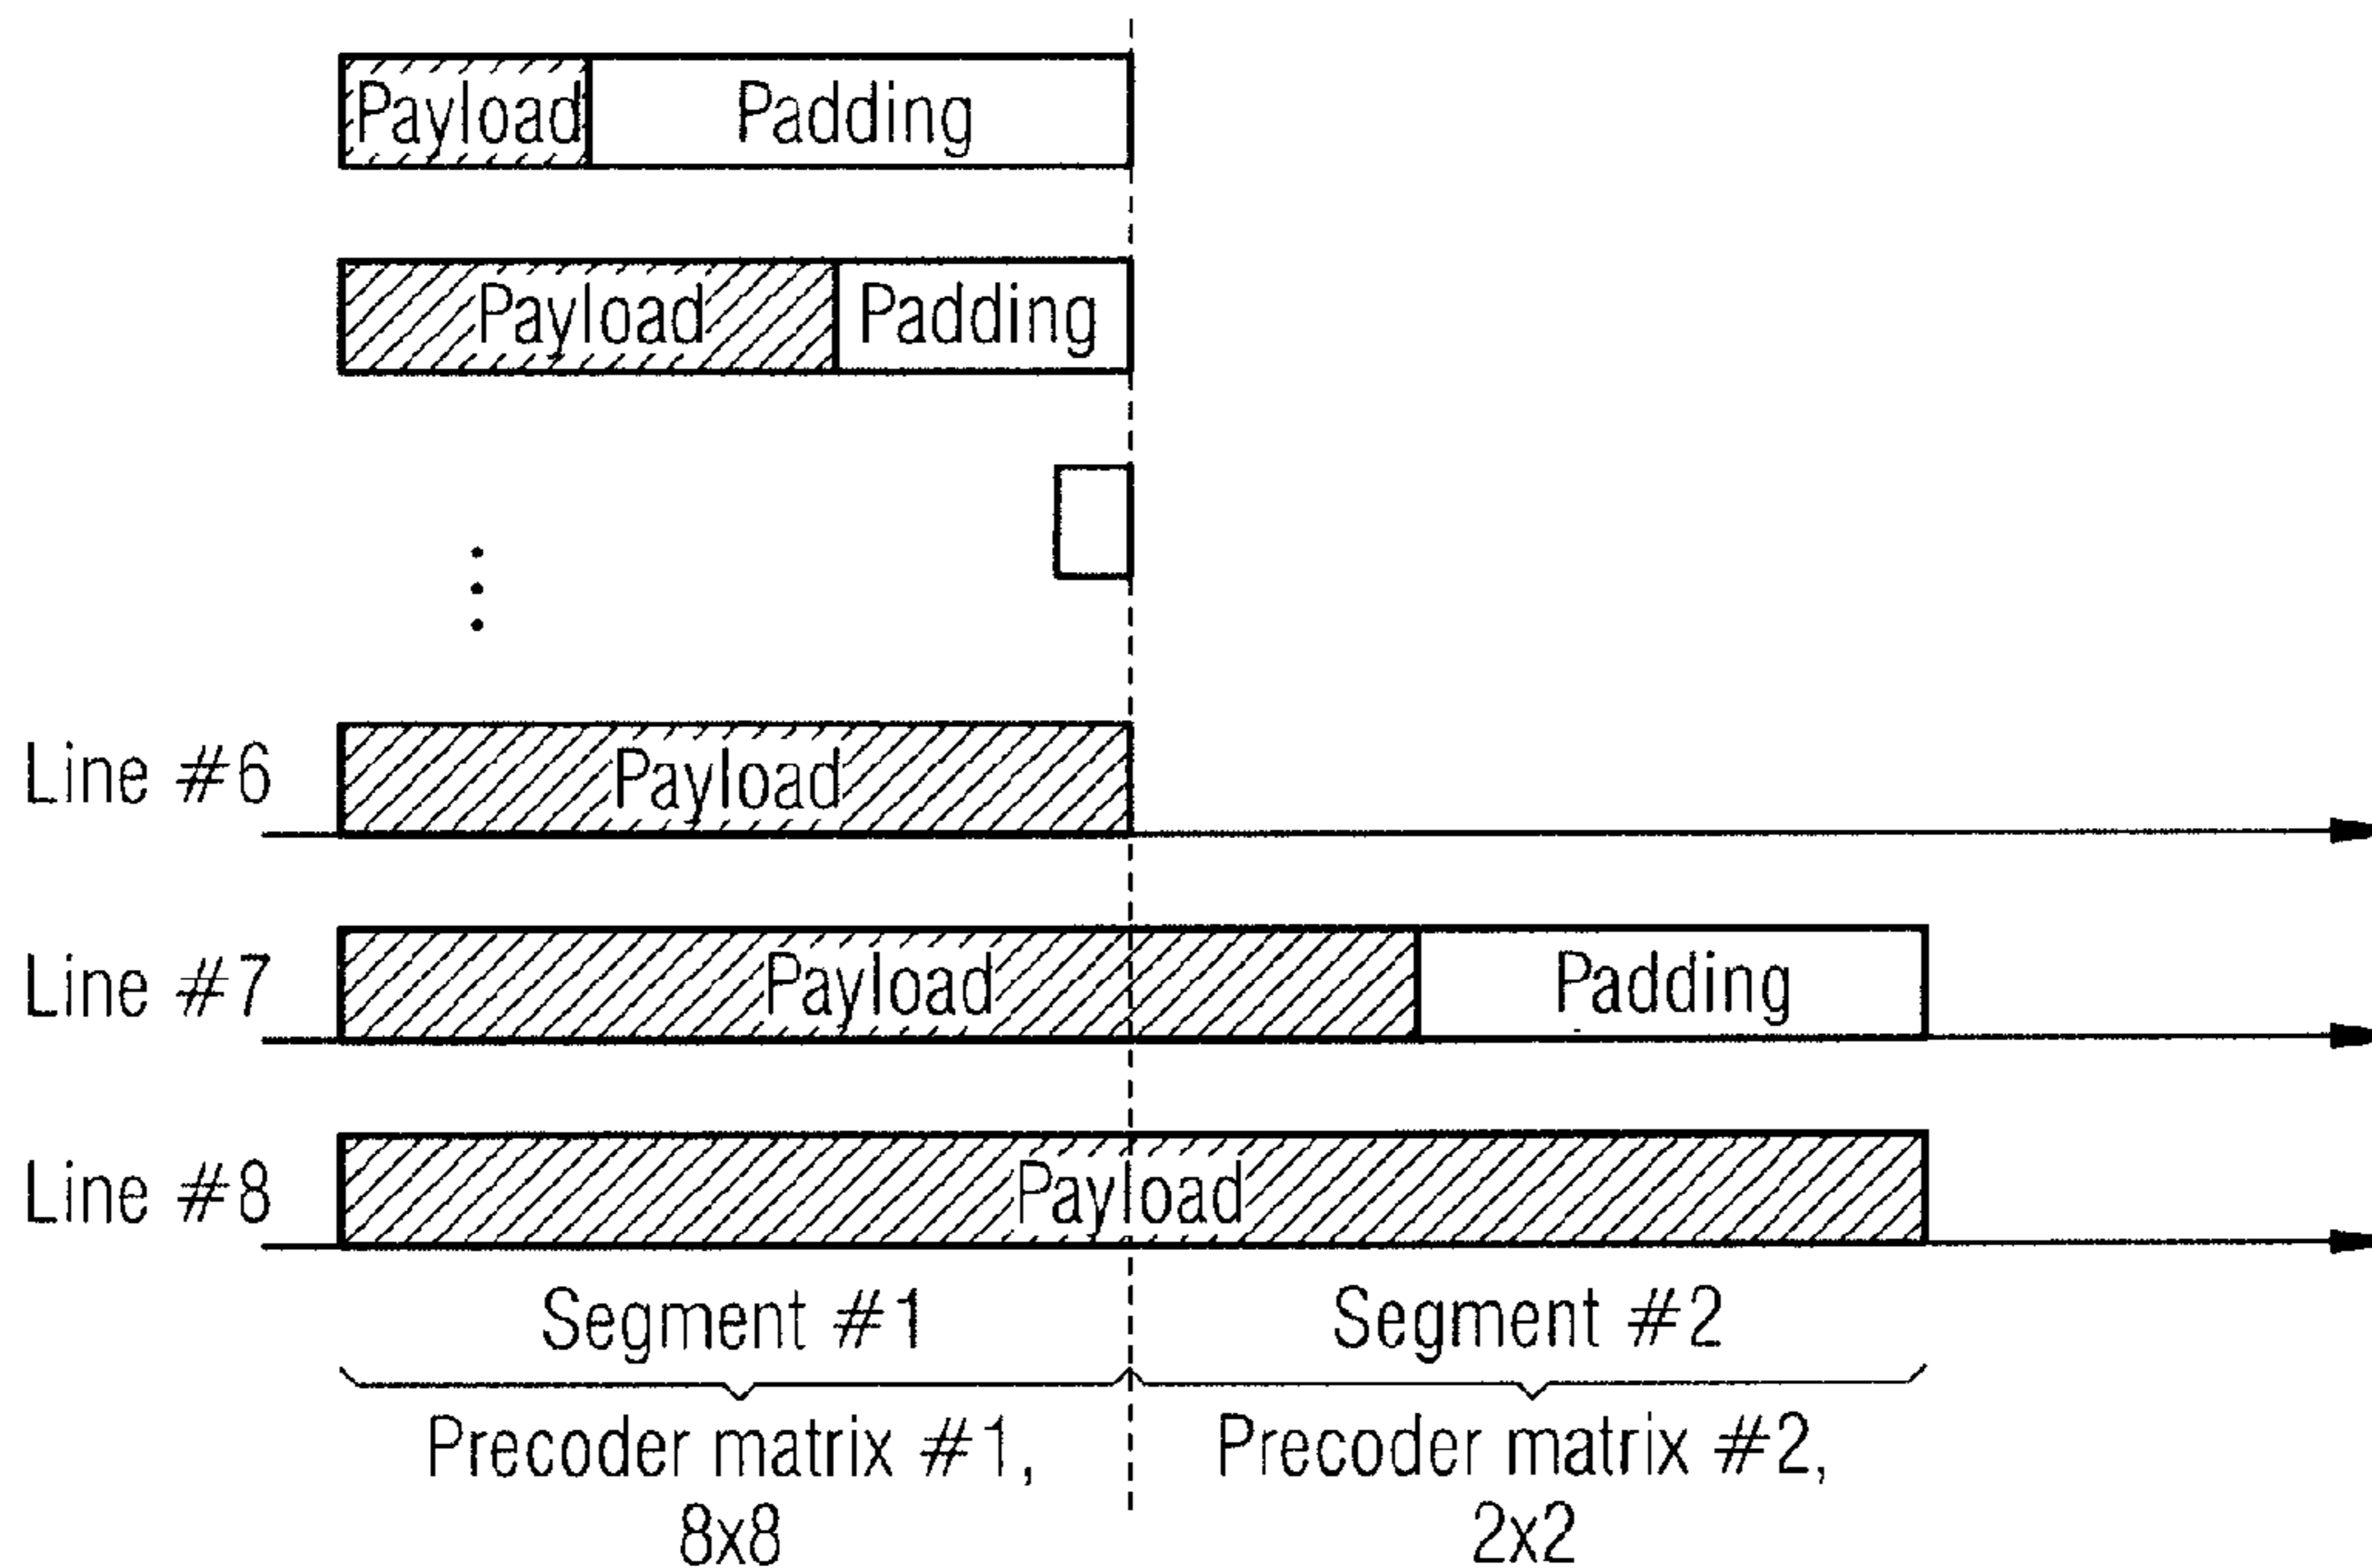 Payload Padding
Payload Padding
Line #6 Payload
Line #7 Payload Padding
Line #8 Payload
Segment #1 Segment #2
Precoder matrix #1, Precoder matrix #2,
8x8 2x2